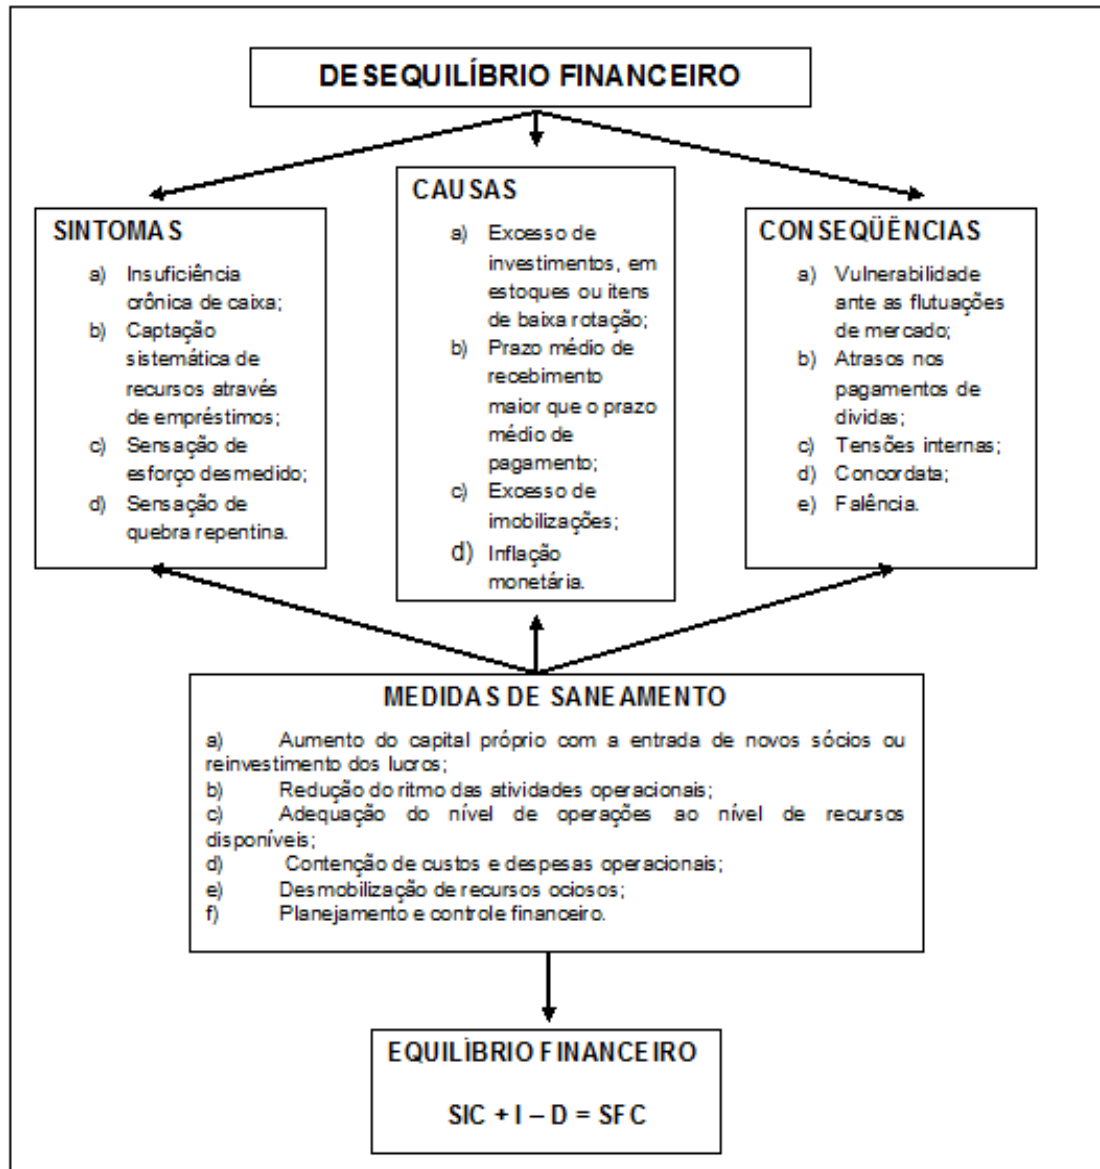 DESEQUILÍBRIO FINANCEIRO
SINTOMAS
a) Insuficiência
crônica de caixa;
b) Captação
sistemática de
recursos através
de empréstimos;
c) Sensação de
esforço desmedido;
d) Sensação de
quebra repentina.
CAUSAS
a) Excesso de
investimentos, em
estoques ou itens
de baixa rotação;
b) Prazo médio de
recebimento
maior que o prazo
médio de
pagamento;
c) Excesso de
imobilizações;
d) Inflação
monetária.
CONSEQÜÊNCIAS
a) Vulnerabilidade
ante as flutuações
de mercado;
b) Atrasos nos
pagamentos de
dividas;
c) Tensões internas;
d) Concordata;
e) Falência.
MEDIDAS DE SANEAMENTO
a) Aumento do capital próprio com a entrada de novos sócios ou
reinvestimento dos lucros;
b) Redução do ritmo das atividades operacionais;
c) Adequação do nível de operações ao nível de recursos
disponíveis;
d) Contenção de custos e despesas operacionais;
e) Desmobilização de recursos ociosos;
f) Planejamento e controle financeiro.
EQUILÍBRIO FINANCEIRO
SIC + I – D = SFC